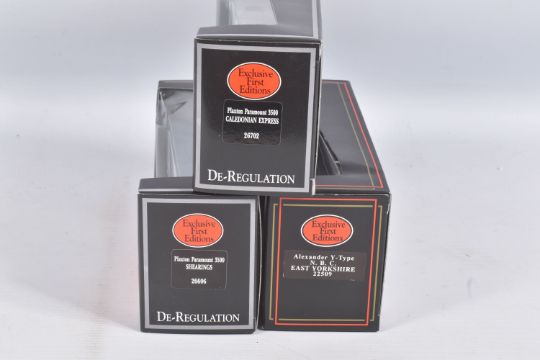 Exclusive
First
Editions
Plaxton Paramount 3500
CALEDONIAN EXPRESS
26702
DE-REGULATION
Exclusive
First
Editions
Plaxton Paramount 3500
SHEARINGS
26606
DE-REGULATION
Exclusive
First
Editions
Alexander Y-Type
N. B. C.
EAST YORKSHIRE
22509